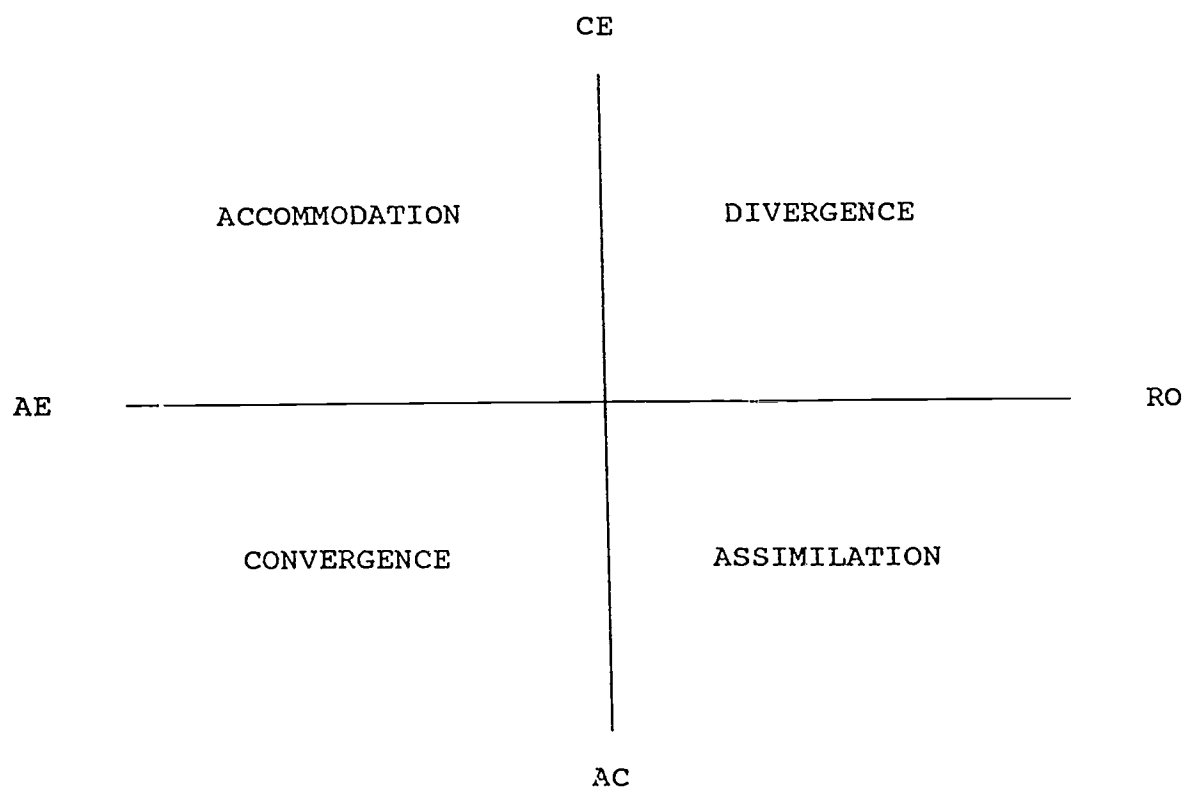 CE
ACCOMMODATION DIVERGENCE
AE RO
CONVERGENCE ASSIMILATION
AC